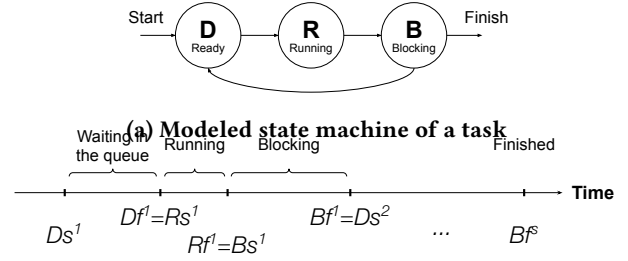 Start D R B Finish
Ready Running Blocking
(a) Modeled state machine of a task
Waiting in Running Blocking Finished
the queue
Time
Ds¹ Df¹=Rs¹ Rf¹=Bs¹ Bf¹=Ds² ... Bfˢ